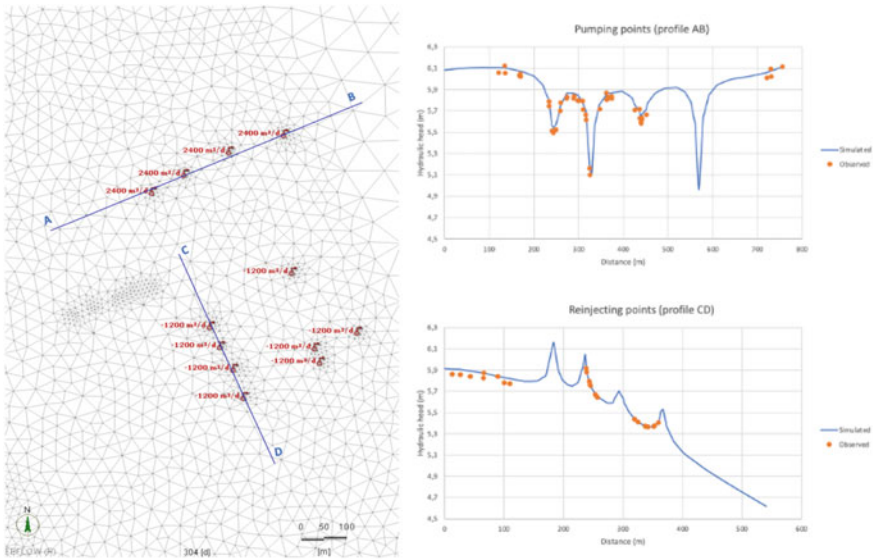 B
2400 m³/d
2400 m³/d
2400 m³/d
2400 m³/d
A
C
-1200 m³/d
-1200 m³/d
-1200 m³/d
-1200 m³/d
-1200 m³/d
-1200 m³/d
-1200 m³/d
-1200 m³/d
D
N
304 [d]
0 50 100
[m]
Pumping points (profile AB)
Hydraulic head (m)
6,5
6,3
6,1
5,9
5,7
5,5
5,3
5,1
4,9
4,7
4,5
0 100 200 300 400 500 600 700 800
Distance (m)
Simulated
Observed
Reinjecting points (profile CD)
Hydraulic head (m)
6,5
6,3
6,1
5,9
5,7
5,5
5,3
5,1
4,9
4,7
4,5
0 100 200 300 400 500 600
Distance (m)
Simulated
Observed